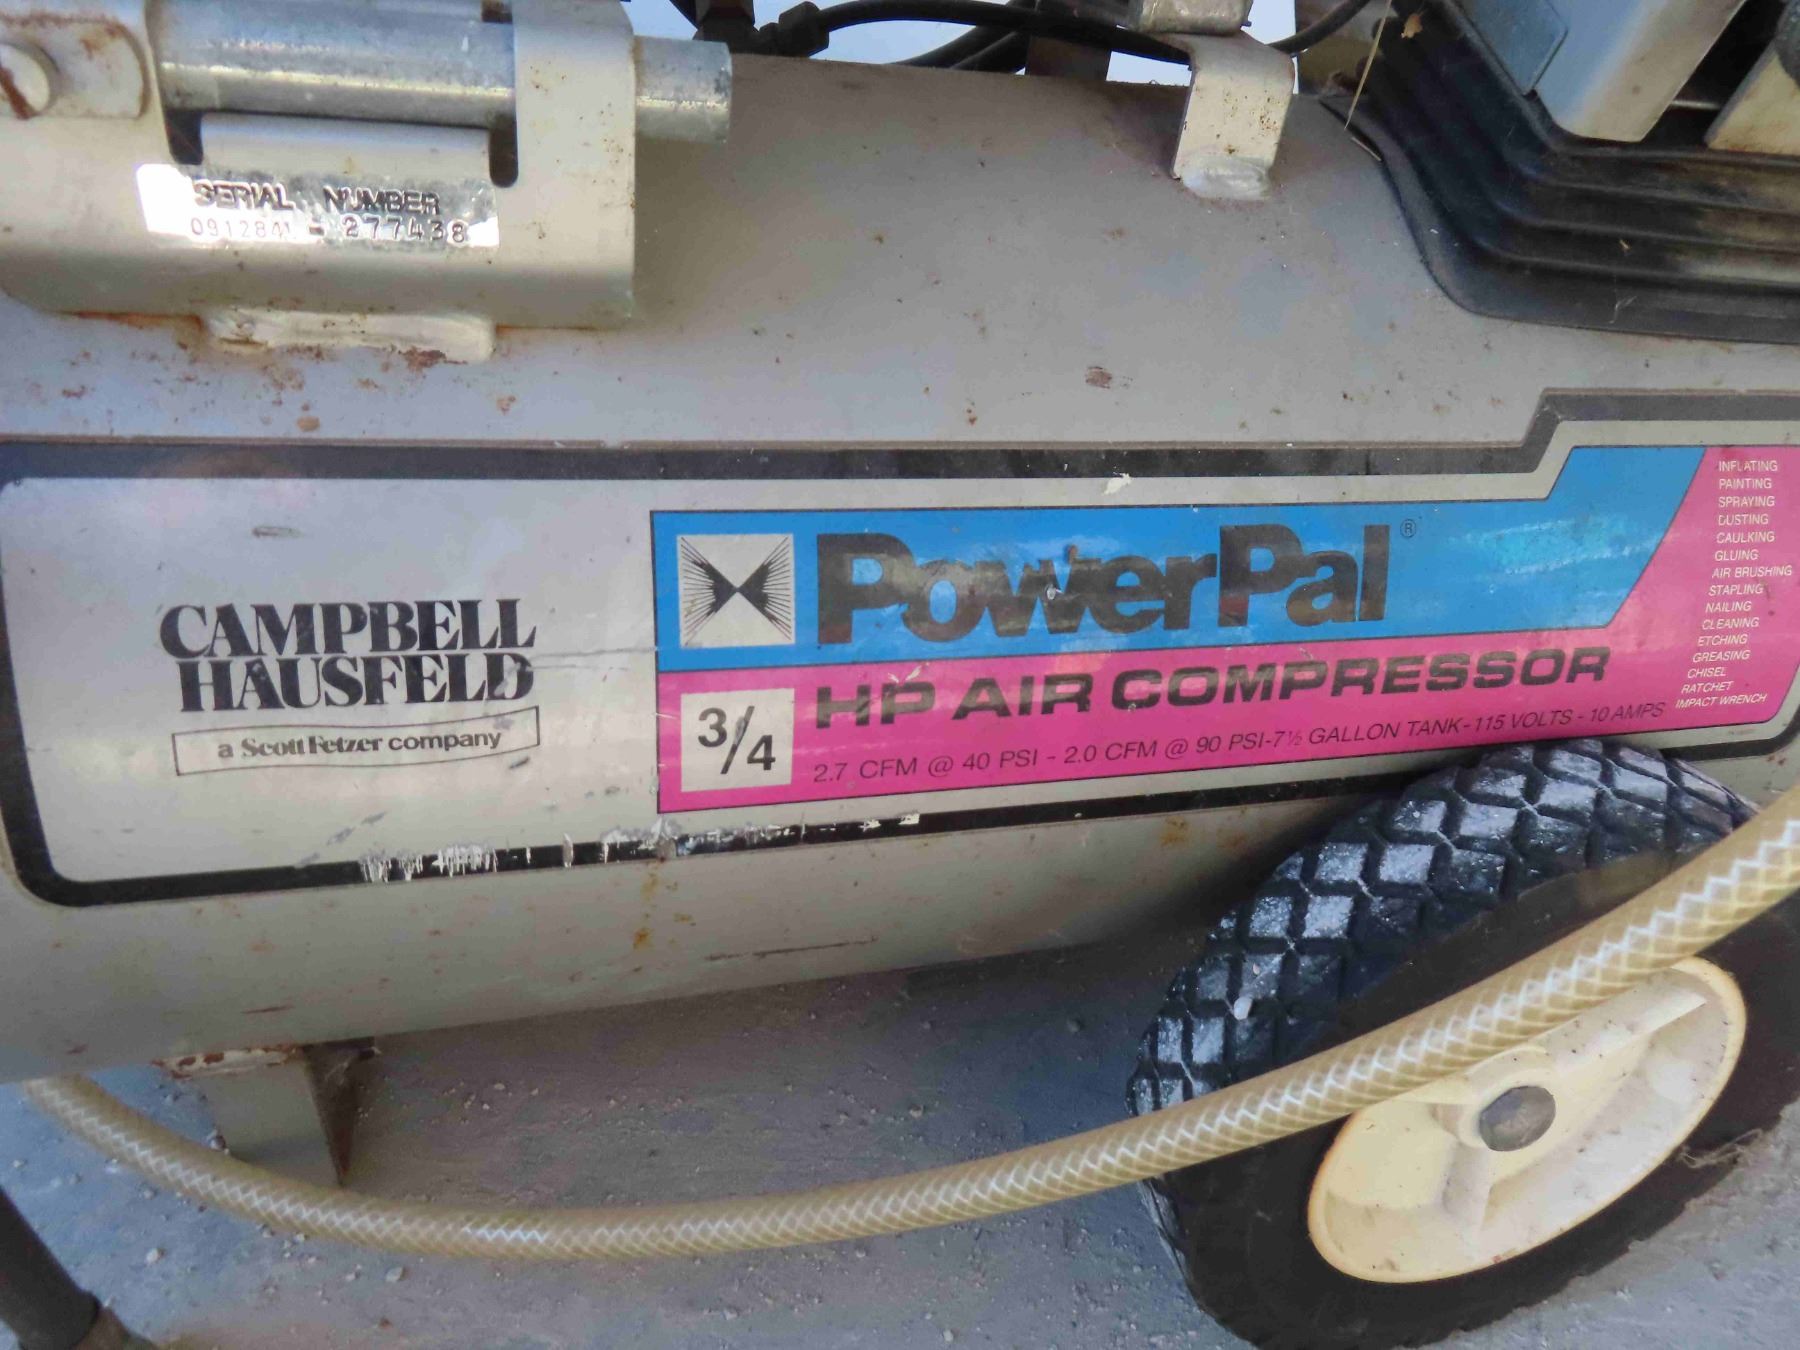 SERIAL NUMBER
091284L - 277438
CAMPBELL
HAUSFELD
a Scott Fetzer company
PowerPal®
3/4 HP AIR COMPRESSOR
2.7 CFM @ 40 PSI - 2.0 CFM @ 90 PSI-7½ GALLON TANK-115 VOLTS - 10 AMPS
INFLATING
PAINTING
SPRAYING
DUSTING
CAULKING
GLUING
AIR BRUSHING
STAPLING
NAILING
CLEANING
ETCHING
GREASING
CHISEL
RATCHET
IMPACT WRENCH